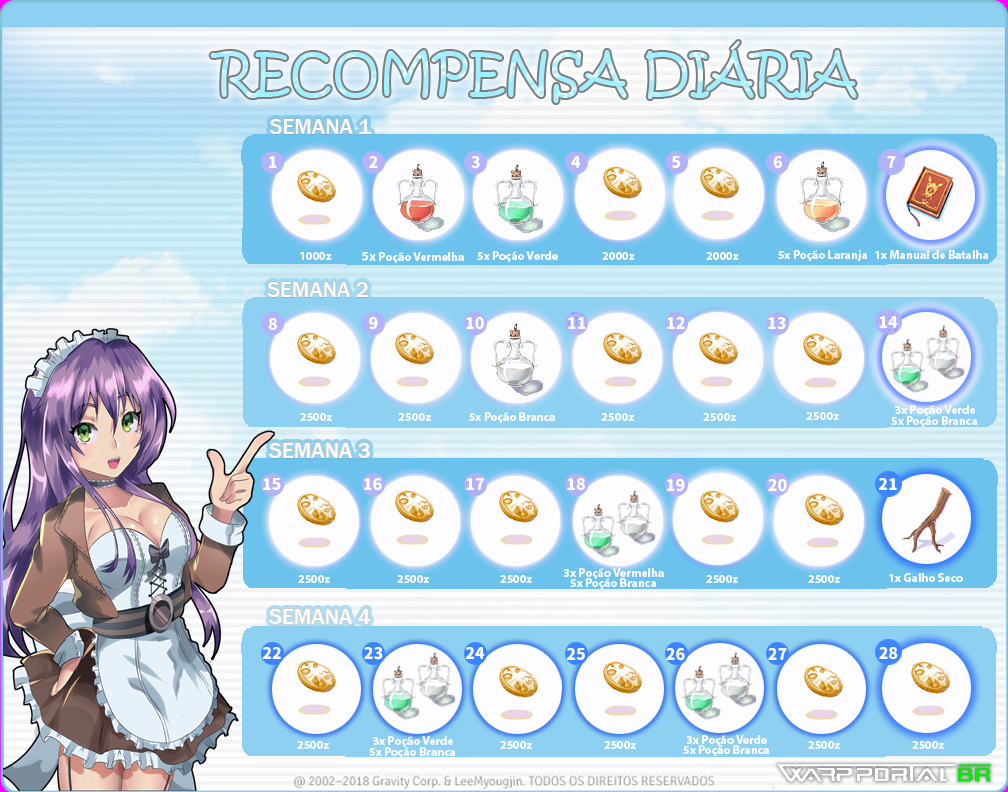 RECOMPENSA DIÁRIA
SEMANA 1
1 2 3 4 5 6 7
1000z 5x Poção Vermelha 5x Poção Verde 2000z 2000z 5x Poção Laranja 1x Manual de Batalha
SEMANA 2
8 9 10 11 12 13 14
2500z 2500z 5x Poção Branca 2500z 2500z 2500z 3x Poção Verde
5x Poção Branca
SEMANA 3
15 16 17 18 19 20 21
2500z 2500z 2500z 3x Poção Vermelha 2500z 2500z 1x Galho Seco
5x Poção Branca
SEMANA 4
22 23 24 25 26 27 28
2500z 3x Poção Verde 2500z 2500z 3x Poção Verde 2500z 2500z
5x Poção Branca 5x Poção Branca
@ 2002-2018 Gravity Corp. & LeeMyougjin. TODOS OS DIREITOS RESERVADOS
WARPPORTAL BR